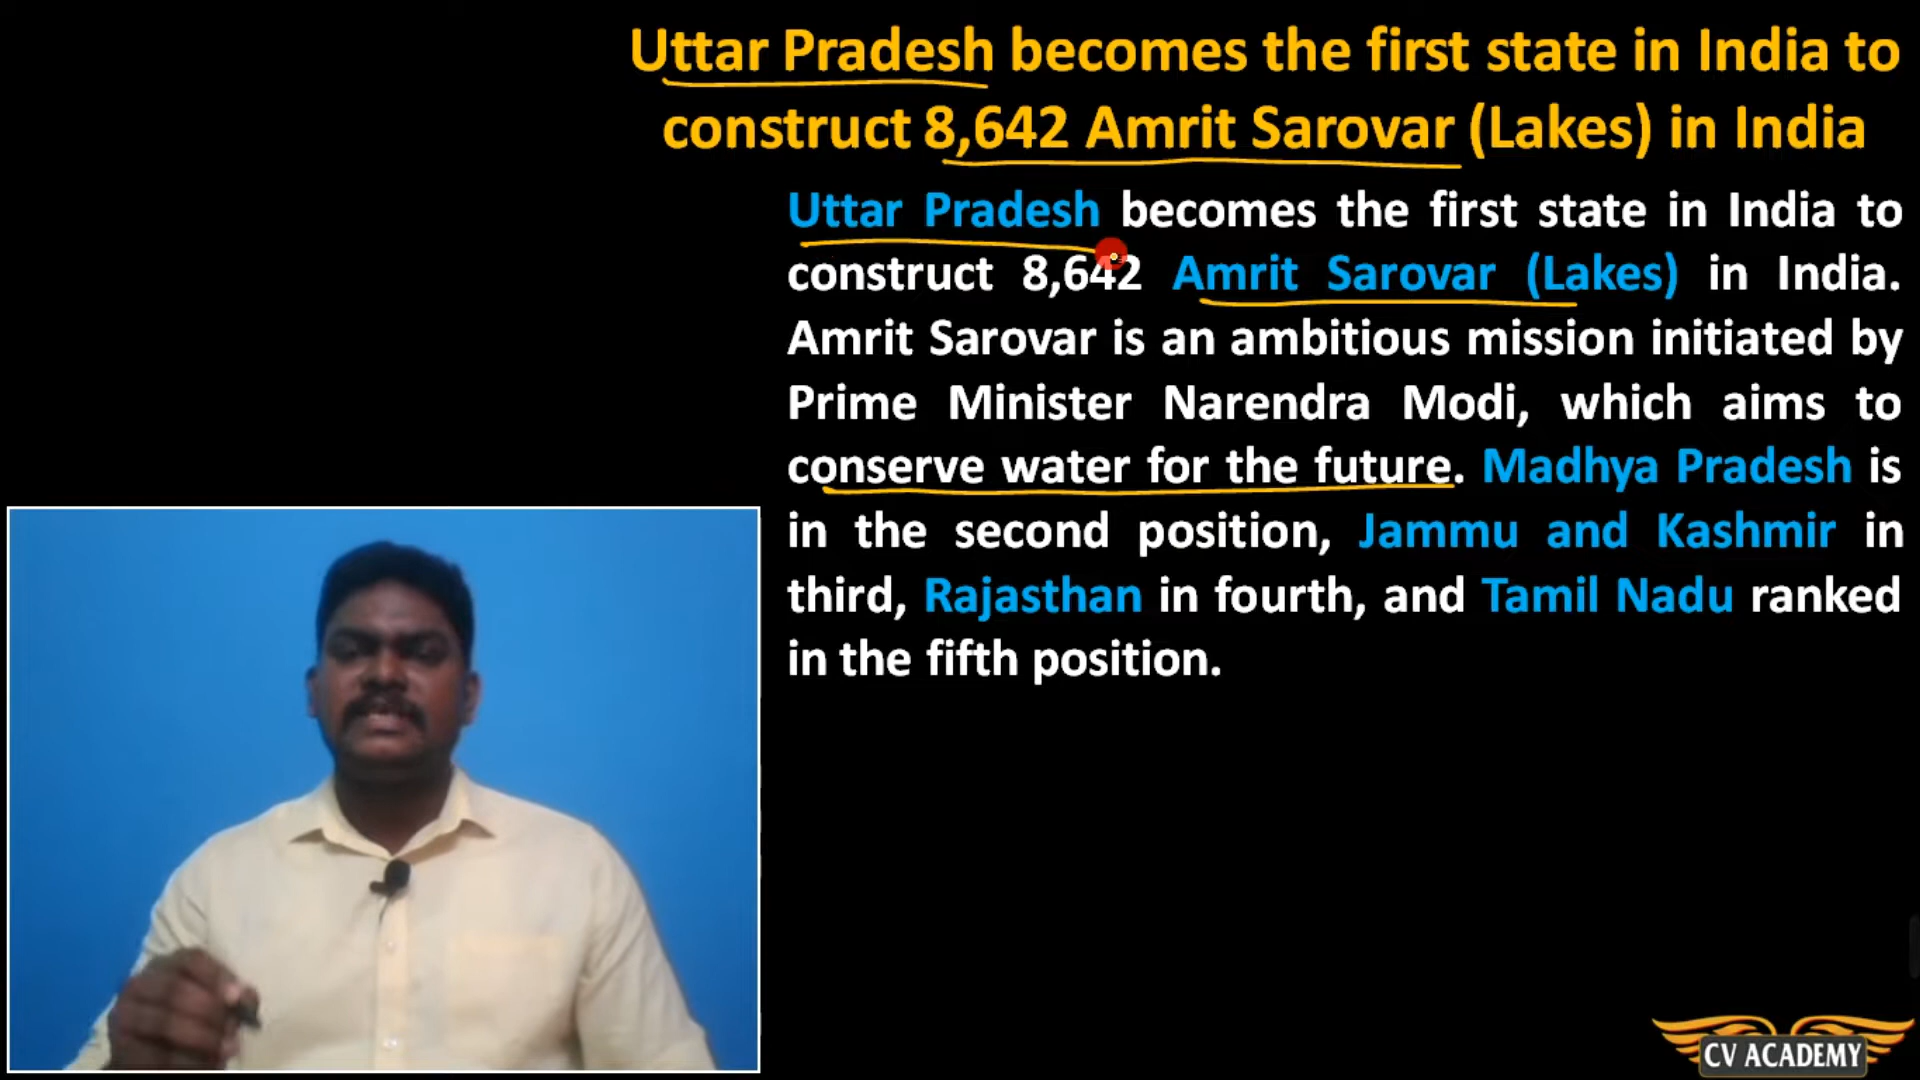 Uttar Pradesh becomes the first state in India to
construct 8,642 Amrit Sarovar (Lakes) in India
Uttar Pradesh becomes the first state in India to
construct 8,642 Amrit Sarovar (Lakes) in India.
Amrit Sarovar is an ambitious mission initiated by
Prime Minister Narendra Modi, which aims to
conserve water for the future. Madhya Pradesh is
in the second position, Jammu and Kashmir in
third, Rajasthan in fourth, and Tamil Nadu ranked
in the fifth position.
CV ACADEMY